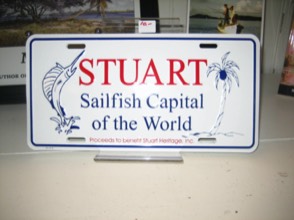 STUART
Sailfish Capital
of the World
Proceeds to benefit Stuart Heritage, Inc.